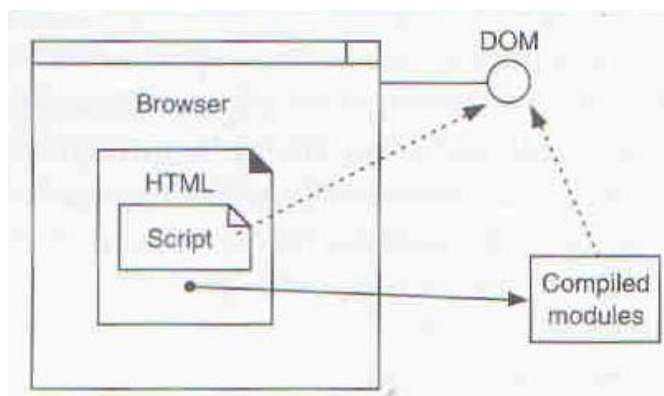 DOM
Browser
HTML
Script
Compiled
modules